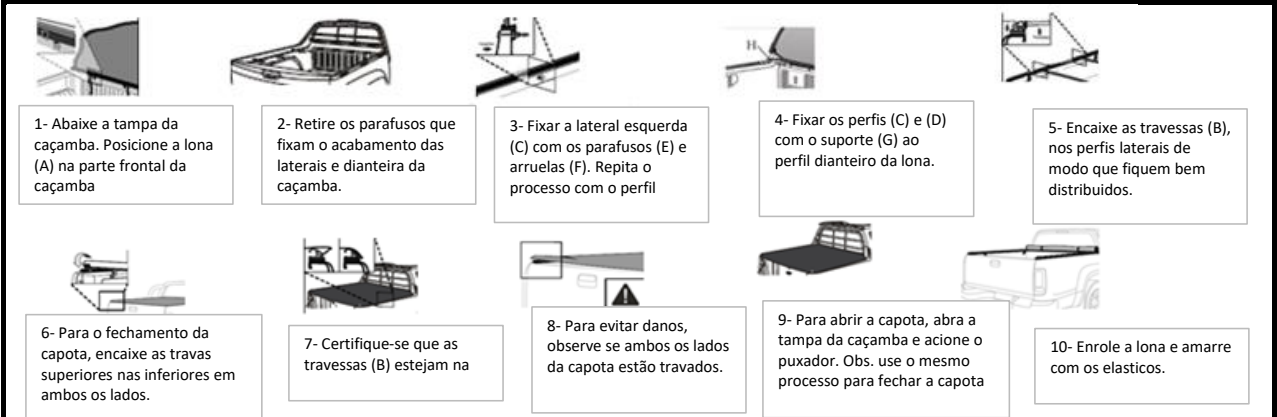 1- Abaixe a tampa da
caçamba. Posicione a lona
(A) na parte frontal da
caçamba
2- Retire os parafusos que
fixam o acabamento das
laterais e dianteira da
caçamba.
3- Fixar a lateral esquerda
(C) com os parafusos (E) e
arruelas (F). Repita o
processo com o perfil
H
4- Fixar os perfis (C) e (D)
com o suporte (G) ao
perfil dianteiro da lona.
5- Encaixe as travessas (B),
nos perfis laterais de
modo que fiquem bem
distribuidos.
6- Para o fechamento da
capota, encaixe as travas
superiores nas inferiores em
ambos os lados.
7- Certifique-se que as
travessas (B) estejam na
8- Para evitar danos,
observe se ambos os lados
da capota estão travados.
9- Para abrir a capota, abra a
tampa da caçamba e acione o
puxador. Obs. use o mesmo
processo para fechar a capota
10- Enrole a lona e amarre
com os elasticos.